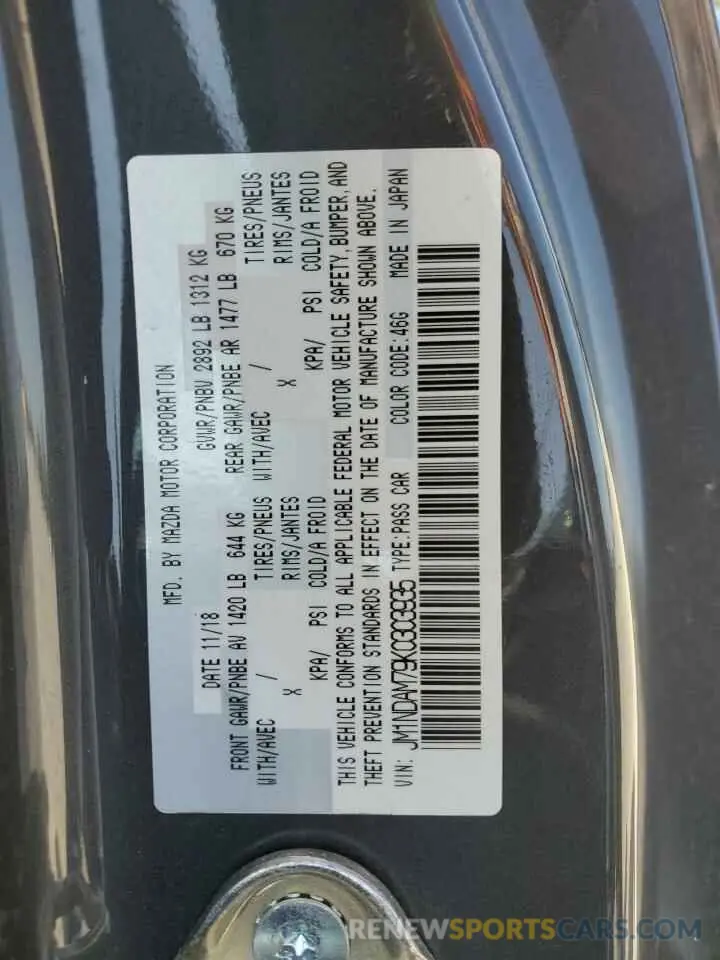 MFD. BY MAZDA MOTOR CORPORATION
DATE 11/18 GVWR/PNBV 2892 LB 1312 KG
FRONT GAWR/PNBE AV 1420 LB 644 KG REAR GAWR/PNBE AR 1477 LB 670 KG
WITH/AVEC / TIRES/PNEUS WITH/AVEC / TIRES/PNEUS
X RIMS/JANTES X RIMS/JANTES
KPA/ PSI COLD/A FROID KPA/ PSI COLD/A FROID
THIS VEHICLE CONFORMS TO ALL APPLICABLE FEDERAL MOTOR VEHICLE SAFETY, BUMPER, AND
THEFT PREVENTION STANDARDS IN EFFECT ON THE DATE OF MANUFACTURE SHOWN ABOVE.
VIN: JM1NDAM79K0303935 TYPE:PASS CAR COLOR CODE:46G MADE IN JAPAN
RENEWSPORTSCARS.COM